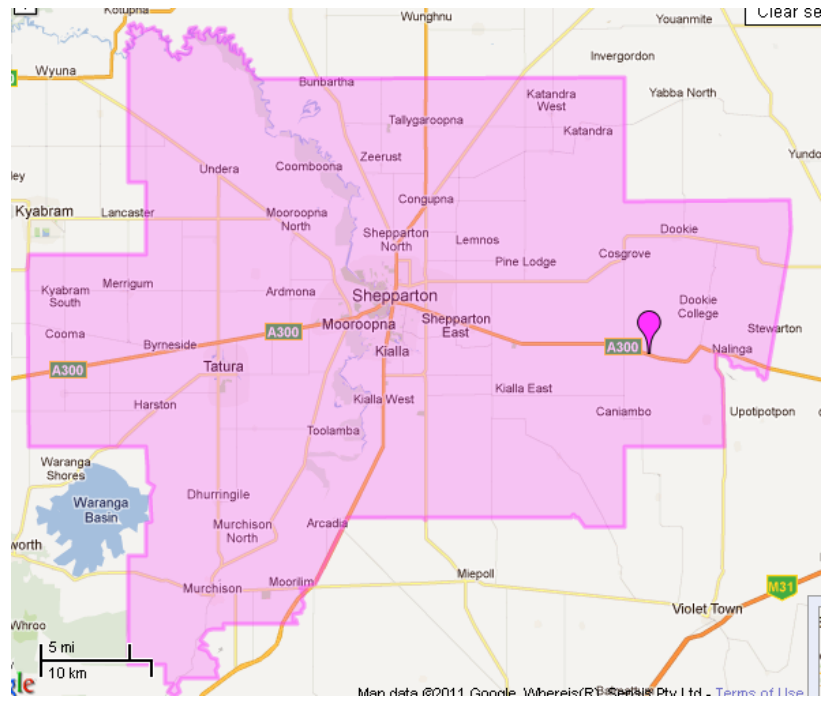 Kotupna
Wunghnu
Youanmite
Clear se
Invergordon
Wyuna
Bunbartha
Katandra
West
Yabba North
Tallygaroopna
Katandra
Zeerust
Yundo
Undera
Coomboona
ley
Congupna
Kyabram
Lancaster
Mooroopna
North
Shepparton
North
Lemnos
Dookie
Cosgrove
Pine Lodge
Merrigum
Kyabram
South
Ardmona
Shepparton
Dookie
College
Mooroopna
Shepparton
East
Stewarton
Cooma
A300
Byrneside
A300
Nalinga
Kialla
A300
Tatura
Kialla East
Kialla West
Harston
Caniambo
Upotipotpon
Toolamba
Waranga
Shores
Waranga
Basin
Dhurringile
Murchison
North
Arcadia
worth
Miepoll
Moorilim
Murchison
M31
Violet Town
Whroo
5 mi
10 km
le
Map data ©2011 Google, Whereis(R), Sensis Pty Ltd - Terms of Use